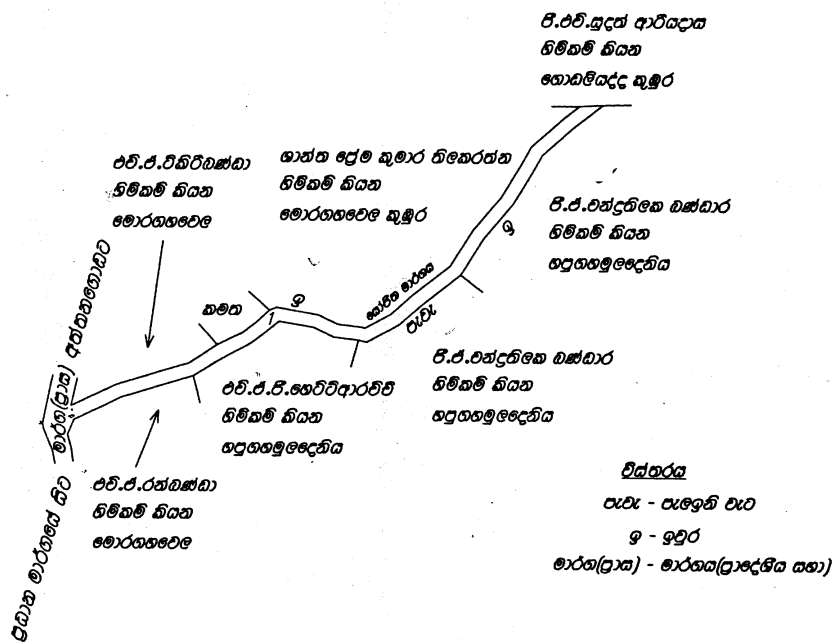 පී.එච්.සුදත් ආරියදාස
හිමිකම් කියන
ගොඩලියද්ද කුඹුර
එච්.ජී.ටිකිරිබණ්ඩා
හිමිකම් කියන
මොරගහවෙල
ශාන්ත ප්‍රේම කුමාර තිලකරත්න
හිමිකම් කියන
මොරගහවෙල කුඹුර
පී.ජී.චන්ද්‍රතිලක බණ්ඩාර
හිමිකම් කියන
හපුගහමුලදෙනිය
ඉ
යෝජිත මාර්ගය
පැවැ
කමත
ඉ
1
මාර්ග(ප්‍රාස) අත්තනගොඩට
එච්.ජී.පී.හෙට්ටිආරච්චි
හිමිකම් කියන
හපුගහමුලදෙනිය
පී.ජී.චන්ද්‍රතිලක බණ්ඩාර
හිමිකම් කියන
හපුගහමුලදෙනිය
එච්.ජී.රන්බණ්ඩා
හිමිකම් කියන
මොරගහවෙල
ප්‍රධාන මාර්ගයේ සිට
විස්තරය
පැවැ - පැලඉනි වැට
ඉ - ඉවුර
මාර්ග(ප්‍රාස) - මාර්ගය(ප්‍රාදේශීය සභා)